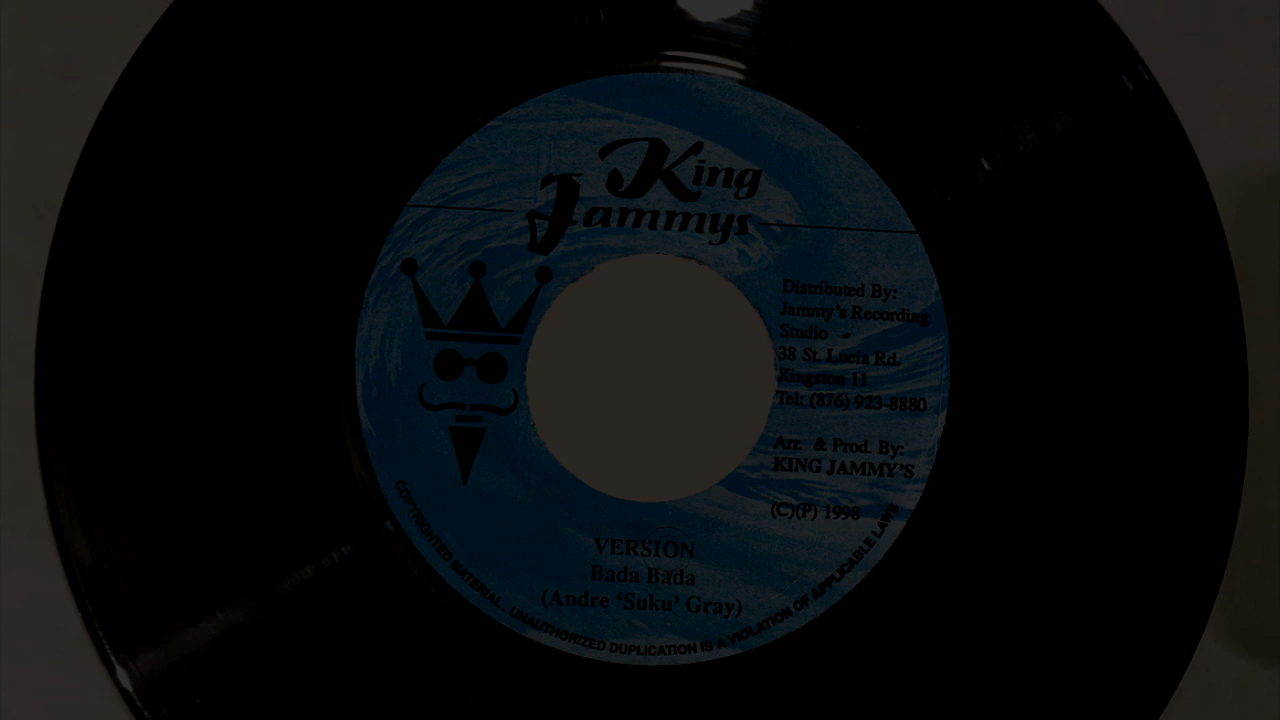 King
Jammys
Distributed By:
Jammy's Recording
Studio
38 St. Lucia Rd.
Kingston 11
Tel: (876) 923-8880
Arr. & Prod. By:
KING JAMMY'S
(C)(P) 1998
VERSION
Bada Bada
(Andre 'Suku' Gray)
COPYRIGHTED MATERIAL . UNAUTHORIZED DUPLICATION IS A VIOLATION OF APPLICABLE LAWS